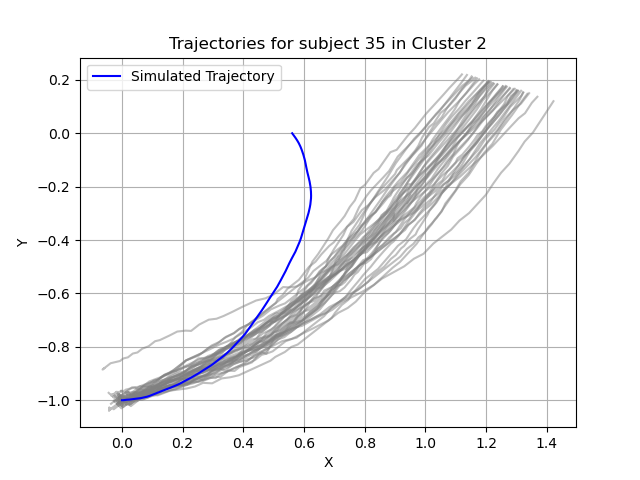 Trajectories for subject 35 in Cluster 2
Simulated Trajectory
0.2
0.0
−0.2
−0.4
−0.6
−0.8
−1.0
Y
0.0 0.2 0.4 0.6 0.8 1.0 1.2 1.4
X